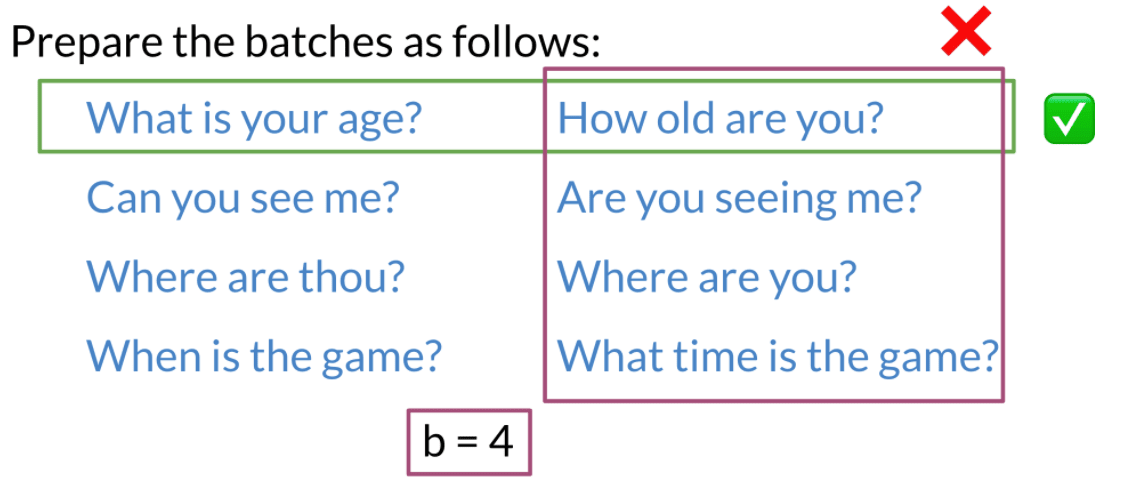 Prepare the batches as follows:
What is your age? How old are you?
Can you see me? Are you seeing me?
Where are thou? Where are you?
When is the game? What time is the game?
b = 4